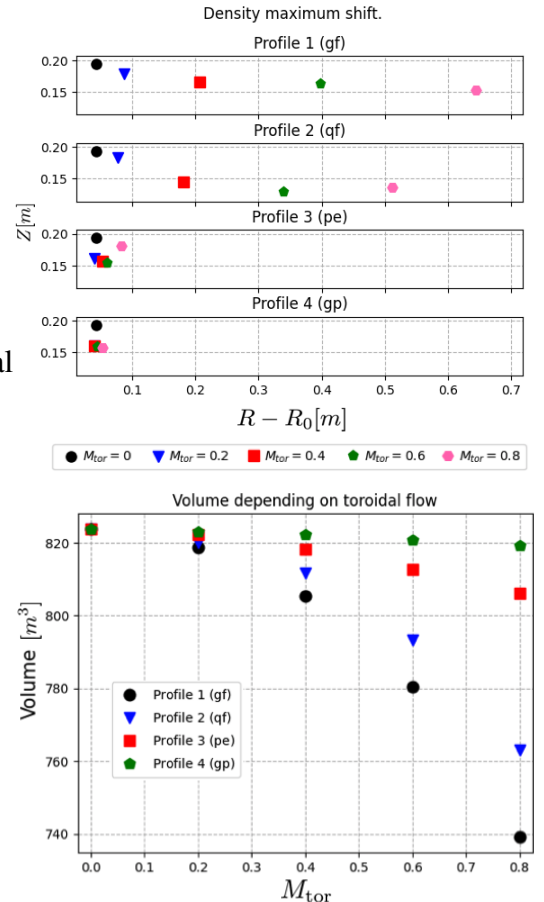 Density maximum shift.
Profile 1 (gf)
0.20
0.15
Profile 2 (qf)
0.20
0.15
Z[m]
Profile 3 (pe)
0.20
0.15
Profile 4 (gp)
0.20
0.15
al
0.1 0.2 0.3 0.4 0.5 0.6 0.7
R − R₀[m]
M_tor = 0 M_tor = 0.2 M_tor = 0.4 M_tor = 0.6 M_tor = 0.8
Volume depending on toroidal flow
820
800
780
760
740
Volume [m³]
Profile 1 (gf)
Profile 2 (qf)
Profile 3 (pe)
Profile 4 (gp)
0.0 0.2 0.3 0.4 0.5 0.6 0.7 0.8
M_tor